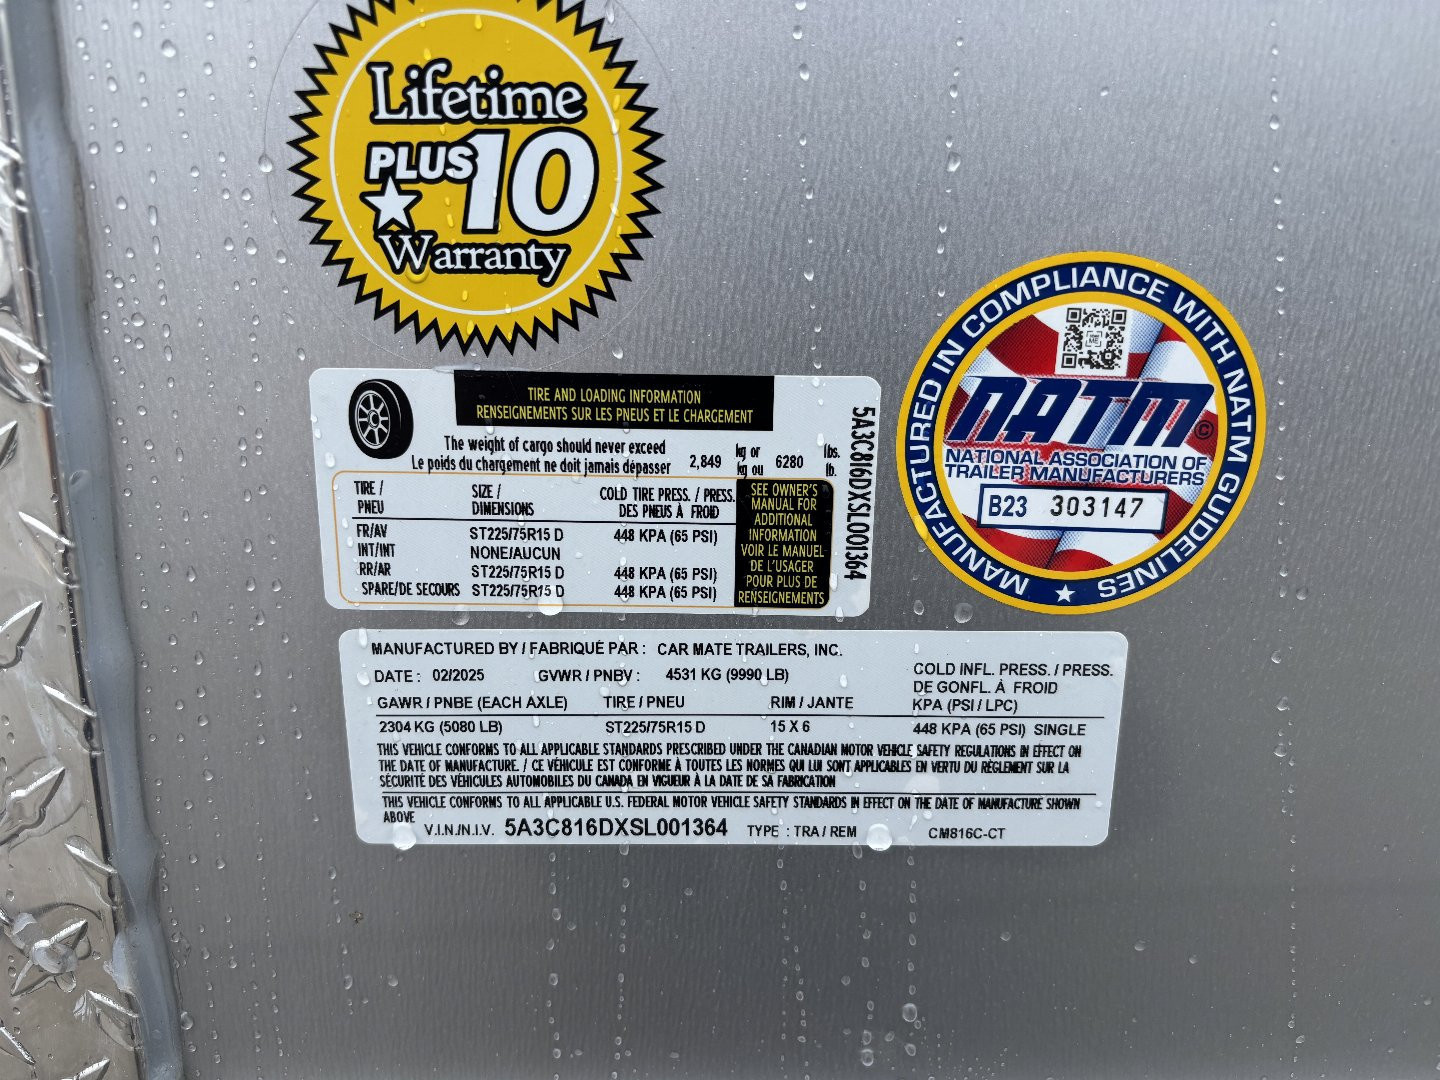 Lifetime
PLUS 10
Warranty
MANUFACTURED IN COMPLIANCE WITH NATM GUIDELINES
NATM ©
NATIONAL ASSOCIATION OF
TRAILER MANUFACTURERS
B23 303147
TIRE AND LOADING INFORMATION
RENSEIGNEMENTS SUR LES PNEUS ET LE CHARGEMENT
The weight of cargo should never exceed kg or lbs.
Le poids du chargement ne doit jamais dépasser 2,849 kg ou 6280 lb.
TIRE / SIZE / COLD TIRE PRESS. / PRESS.
PNEU DIMENSIONS DES PNEUS À FROID
FR/AV ST225/75R15 D 448 KPA (65 PSI)
INT/INT NONE/AUCUN
RR/AR ST225/75R15 D 448 KPA (65 PSI)
SPARE/DE SECOURS ST225/75R15 D 448 KPA (65 PSI)
SEE OWNER'S
MANUAL FOR
ADDITIONAL
INFORMATION
VOIR LE MANUEL
DE L'USAGER
POUR PLUS DE
RENSEIGNEMENTS
5A3C816DXSL001364
MANUFACTURED BY / FABRIQUÉ PAR : CAR MATE TRAILERS, INC.
DATE : 02/2025 GVWR / PNBV : 4531 KG (9990 LB)
COLD INFL. PRESS. / PRESS.
DE GONFL. À FROID
GAWR / PNBE (EACH AXLE) TIRE / PNEU RIM / JANTE KPA (PSI / LPC)
2304 KG (5080 LB) ST225/75R15 D 15 X 6 448 KPA (65 PSI) SINGLE
THIS VEHICLE CONFORMS TO ALL APPLICABLE STANDARDS PRESCRIBED UNDER THE CANADIAN MOTOR VEHICLE SAFETY REGULATIONS IN EFFECT ON
THE DATE OF MANUFACTURE. / CE VÉHICULE EST CONFORME À TOUTES LES NORMES QUI LUI SONT APPLICABLES EN VERTU DU RÈGLEMENT SUR LA
SÉCURITÉ DES VÉHICULES AUTOMOBILES DU CANADA EN VIGUEUR À LA DATE DE SA FABRICATION
THIS VEHICLE CONFORMS TO ALL APPLICABLE U.S. FEDERAL MOTOR VEHICLE SAFETY STANDARDS IN EFFECT ON THE DATE OF MANUFACTURE SHOWN
ABOVE
V.I.N./N.I.V. 5A3C816DXSL001364 TYPE : TRA / REM CM816C-CT